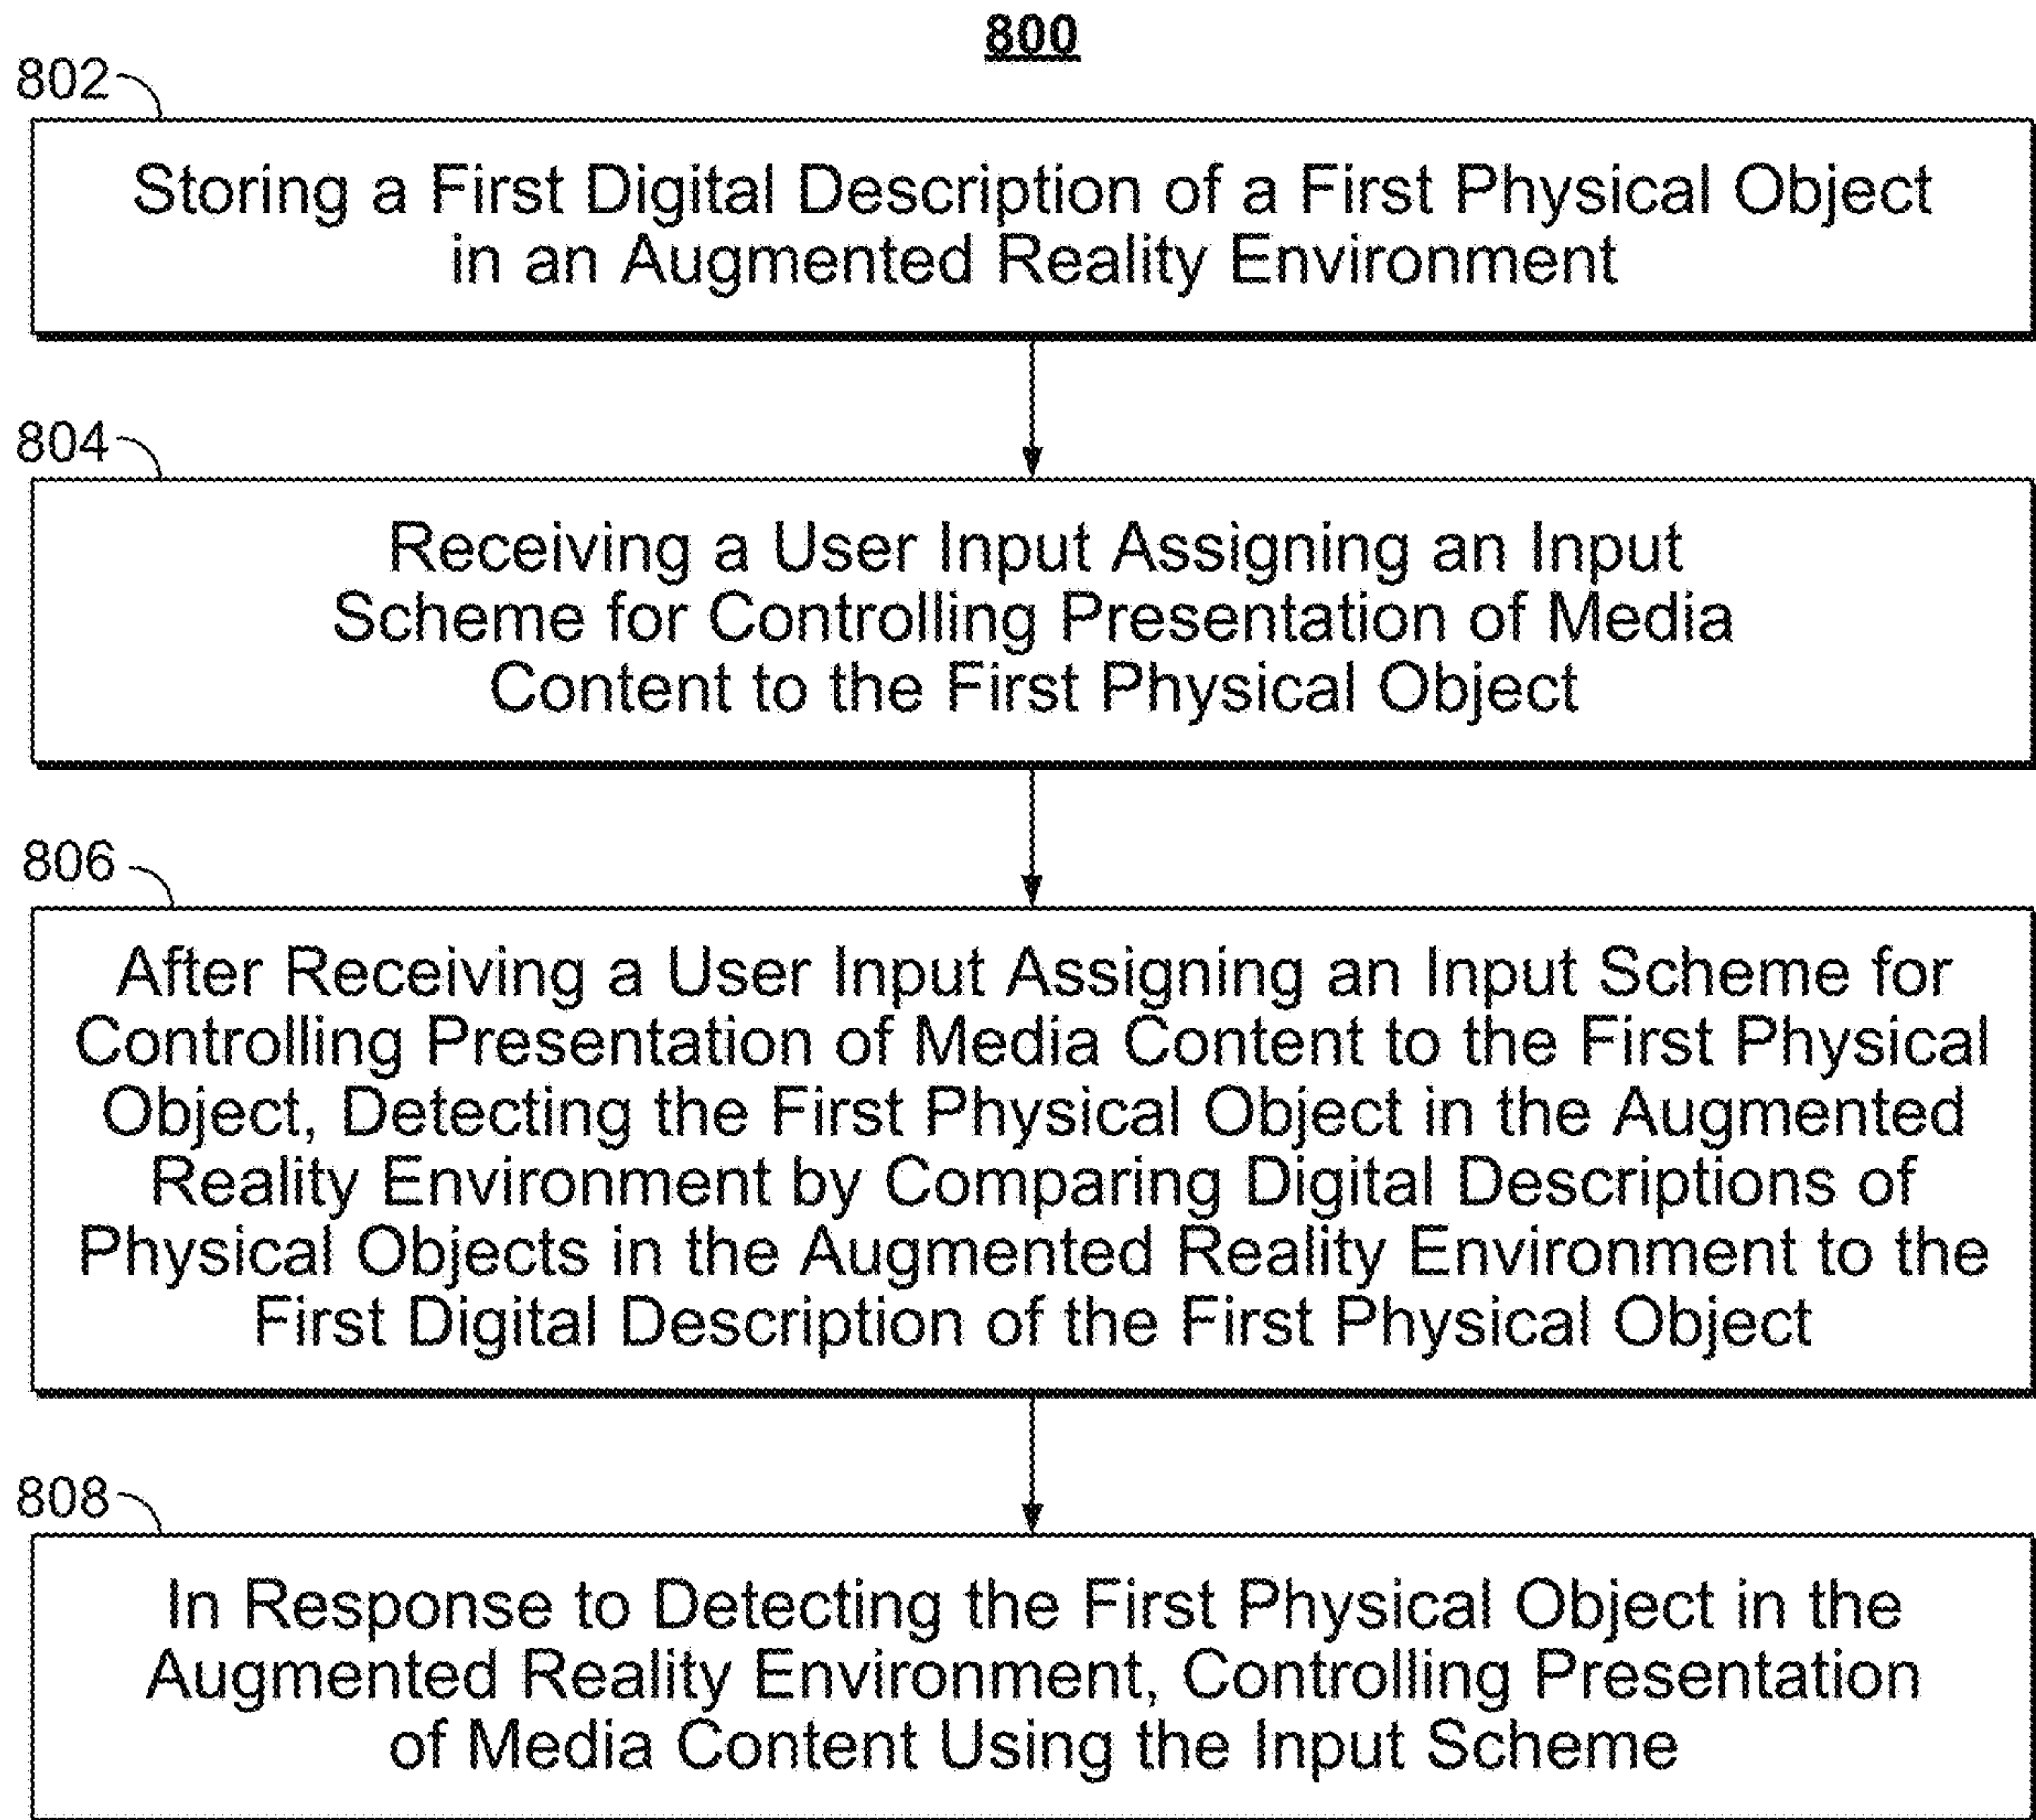 800
802
Storing a First Digital Description of a First Physical Object
in an Augmented Reality Environment
804
Receiving a User Input Assigning an Input
Scheme for Controlling Presentation of Media
Content to the First Physical Object
806
After Receiving a User Input Assigning an Input Scheme for
Controlling Presentation of Media Content to the First Physical
Object, Detecting the First Physical Object in the Augmented
Reality Environment by Comparing Digital Descriptions of
Physical Objects in the Augmented Reality Environment to the
First Digital Description of the First Physical Object
808
In Response to Detecting the First Physical Object in the
Augmented Reality Environment, Controlling Presentation
of Media Content Using the Input Scheme